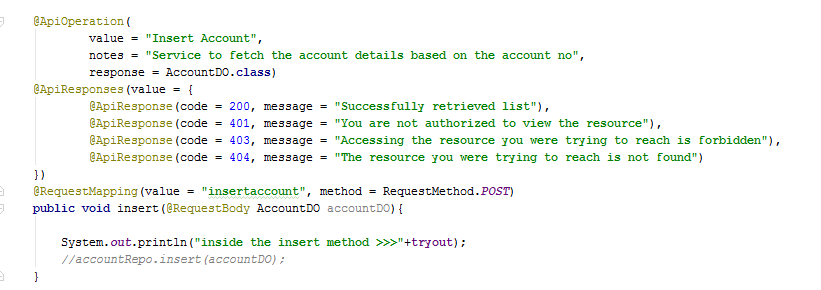 @ApiOperation(
value = "Insert Account",
notes = "Service to fetch the account details based on the account no",
response = AccountDO.class)
@ApiResponses(value = {
@ApiResponse(code = 200, message = "Successfully retrieved list"),
@ApiResponse(code = 401, message = "You are not authorized to view the resource"),
@ApiResponse(code = 403, message = "Accessing the resource you were trying to reach is forbidden"),
@ApiResponse(code = 404, message = "The resource you were trying to reach is not found")
})
@RequestMapping(value = "insertaccount", method = RequestMethod.POST)
public void insert(@RequestBody AccountDO accountDO){
System.out.println("inside the insert method >>>"+tryout);
//accountRepo.insert(accountDO);
}